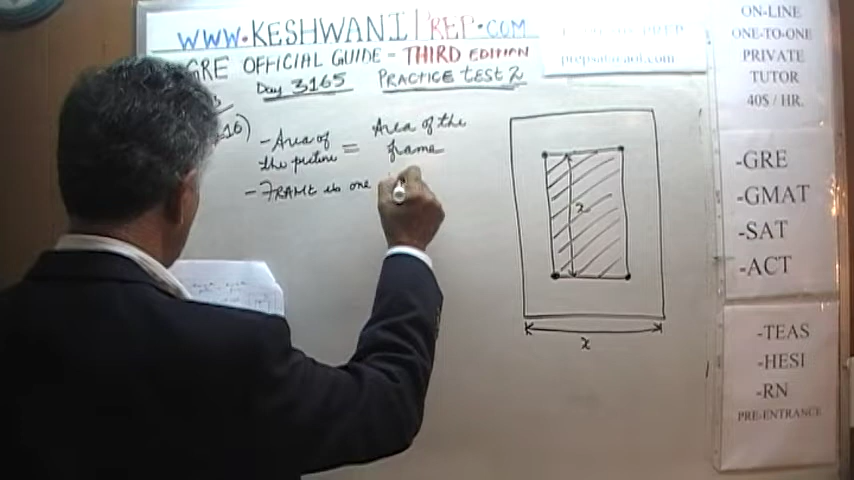 WWW.KESHWANIPREP.COM
GRE OFFICIAL GUIDE - THIRD EDITION
Day 3165 PRACTICE TEST 2
prepsat@aol.com
- Area of the picture = Area of the frame
- FRAME is one
x
x
ON-LINE
ONE-TO-ONE
PRIVATE
TUTOR
40$ / HR.
-GRE
-GMAT
-SAT
-ACT
-TEAS
-HESI
-RN
PRE-ENTRANCE